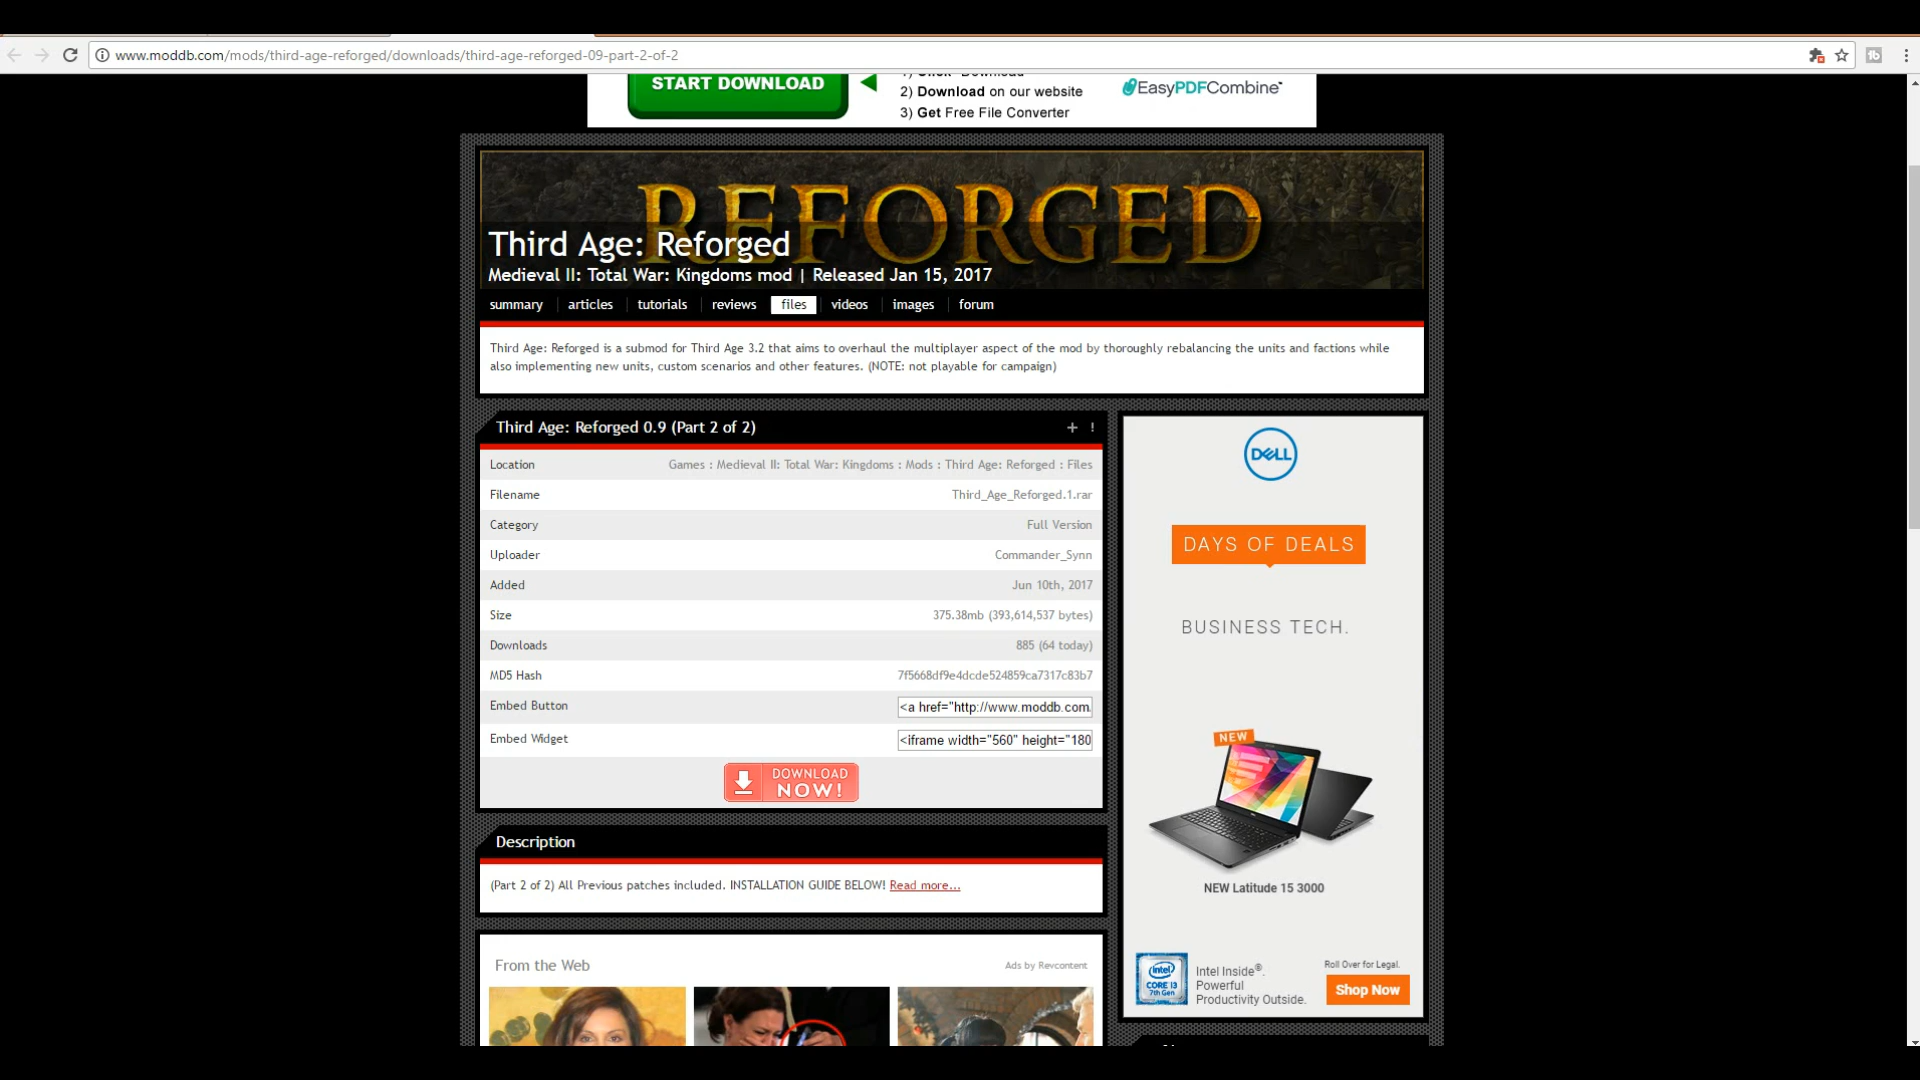 www.moddb.com/mods/third-age-reforged/downloads/third-age-reforged-09-part-2-of-2
START DOWNLOAD
2) Download on our website
3) Get Free File Converter
EasyPDFCombine™
REFORGED
Third Age: Reforged
Medieval II: Total War: Kingdoms mod | Released Jan 15, 2017
summary articles tutorials reviews files videos images forum
Third Age: Reforged is a submod for Third Age 3.2 that aims to overhaul the multiplayer aspect of the mod by thoroughly rebalancing the units and factions while
also implementing new units, custom scenarios and other features. (NOTE: not playable for campaign)
Third Age: Reforged 0.9 (Part 2 of 2) + !
Location Games : Medieval II: Total War: Kingdoms : Mods : Third Age: Reforged : Files
Filename Third_Age_Reforged.1.rar
Category Full Version
Uploader Commander_Synn
Added Jun 10th, 2017
Size 375.38mb (393,614,537 bytes)
Downloads 885 (64 today)
MD5 Hash 7f5668df9e4dcde524859ca7317c83b7
Embed Button <a href="http://www.moddb.com
Embed Widget <iframe width="560" height="180
DOWNLOAD
NOW!
Description
(Part 2 of 2) All Previous patches included. INSTALLATION GUIDE BELOW! Read more...
From the Web Ads by Revcontent
DELL
DAYS OF DEALS
BUSINESS TECH.
NEW
NEW Latitude 15 3000
intel
CORE i3
7th Gen
Intel Inside®.
Powerful
Productivity Outside.
Roll Over for Legal.
Shop Now